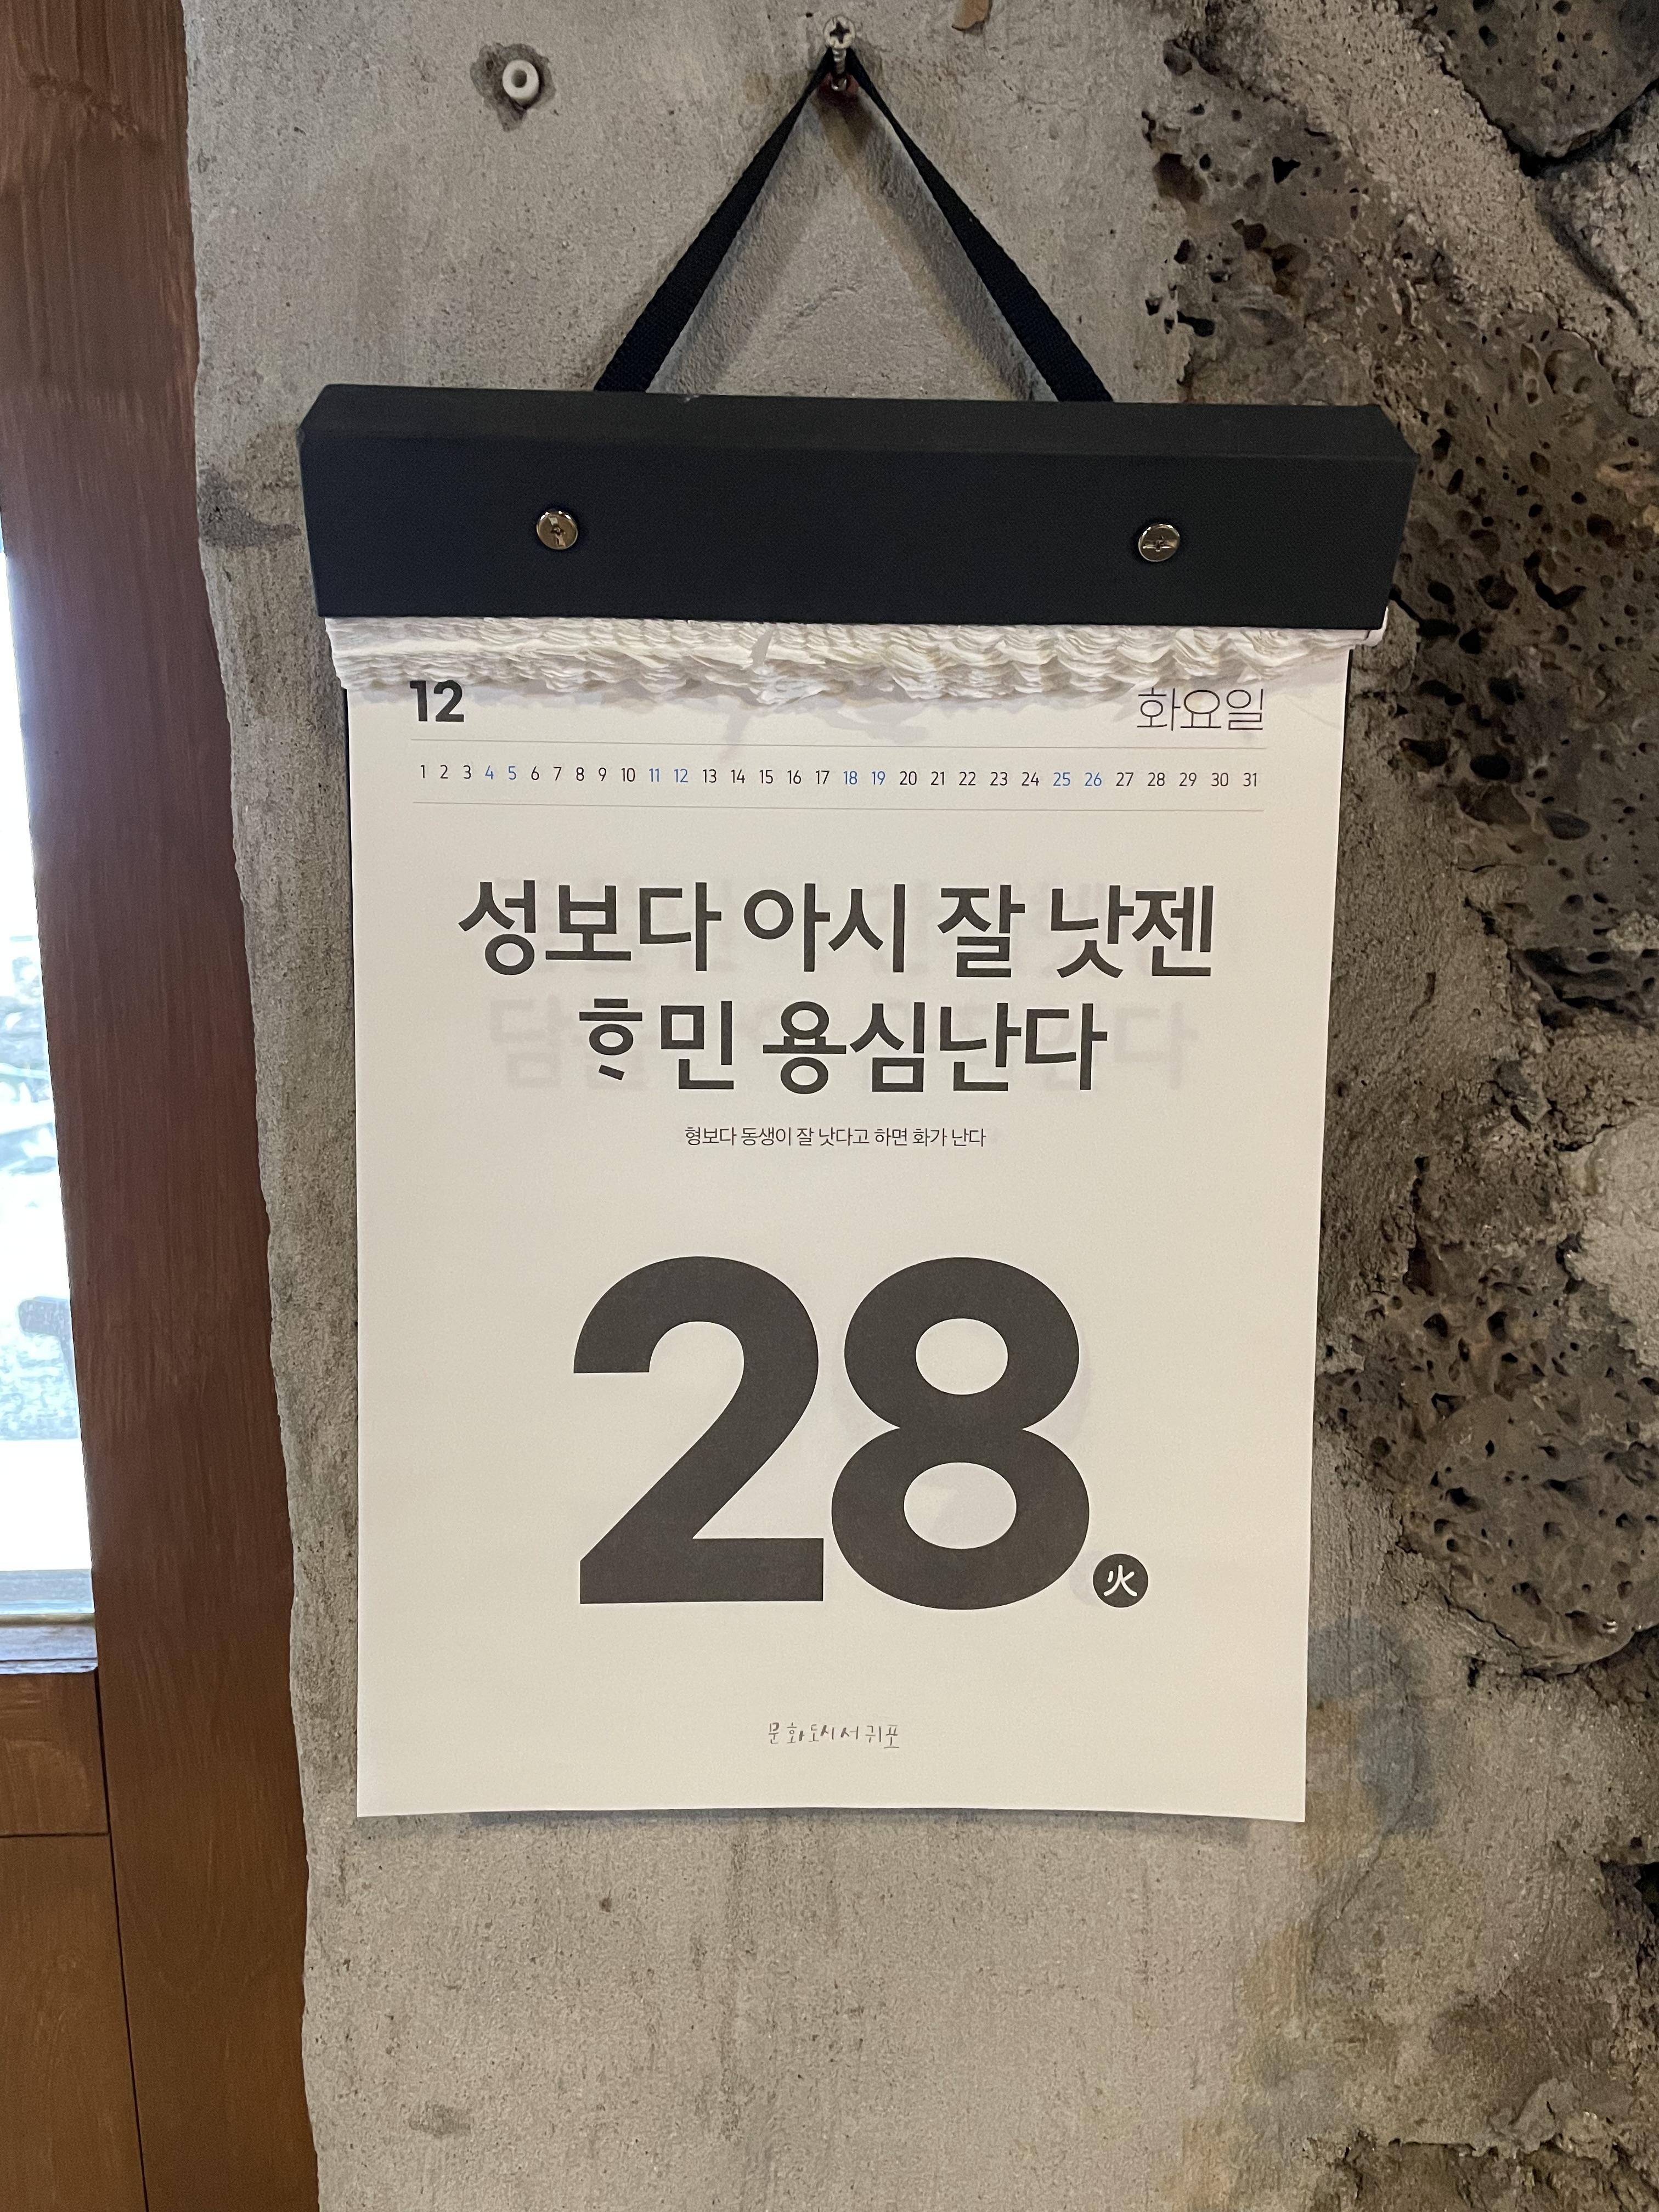 12 화요일
1 2 3 4 5 6 7 8 9 10 11 12 13 14 15 16 17 18 19 20 21 22 23 24 25 26 27 28 29 30 31
성보다 아시 잘 낫젠
ᄒᆞ민 용심난다
형보다 동생이 잘 낫다고 하면 화가 난다
28.火
문화도시서귀포